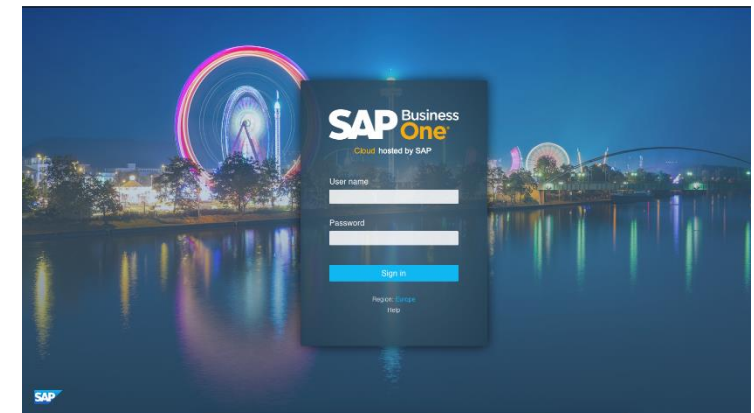 SAP Business
One
Cloud hosted by SAP
User name
Password
Sign in
Region: Europe
Help
SAP